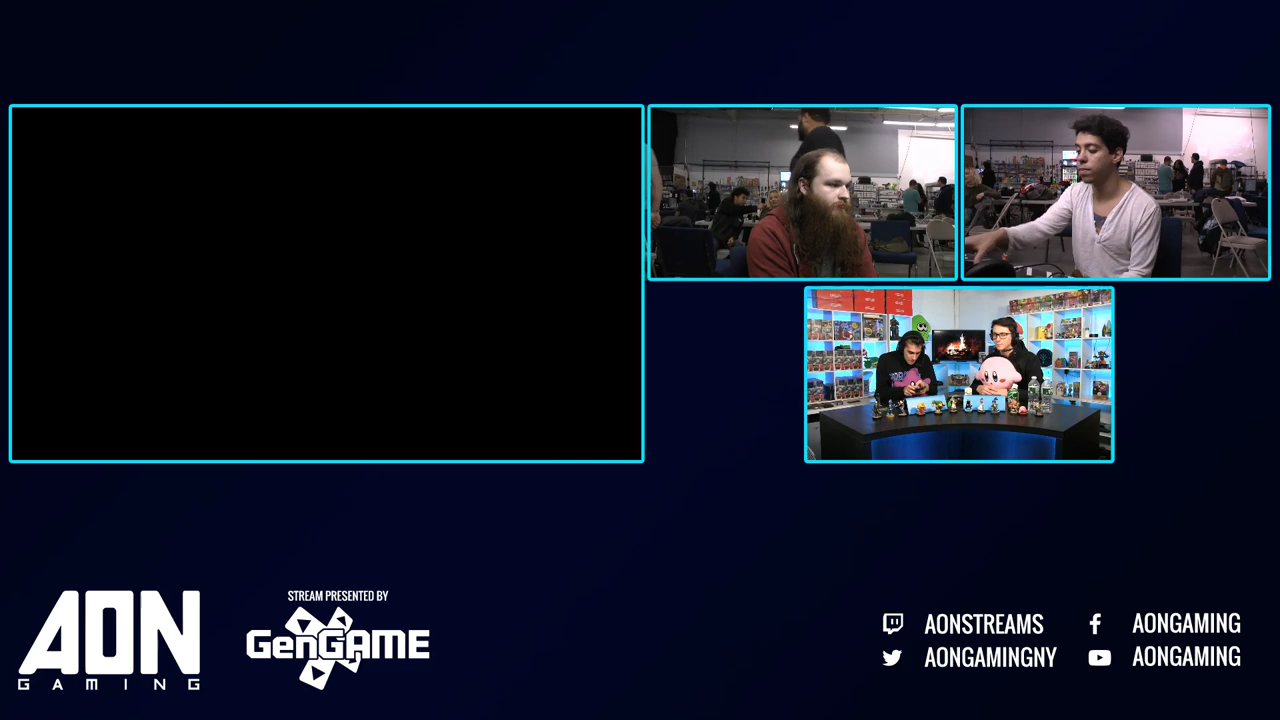 AON
GAMING
STREAM PRESENTED BY
GENGAME
AONSTREAMS
AONGAMING
AONGAMINGNY
AONGAMING